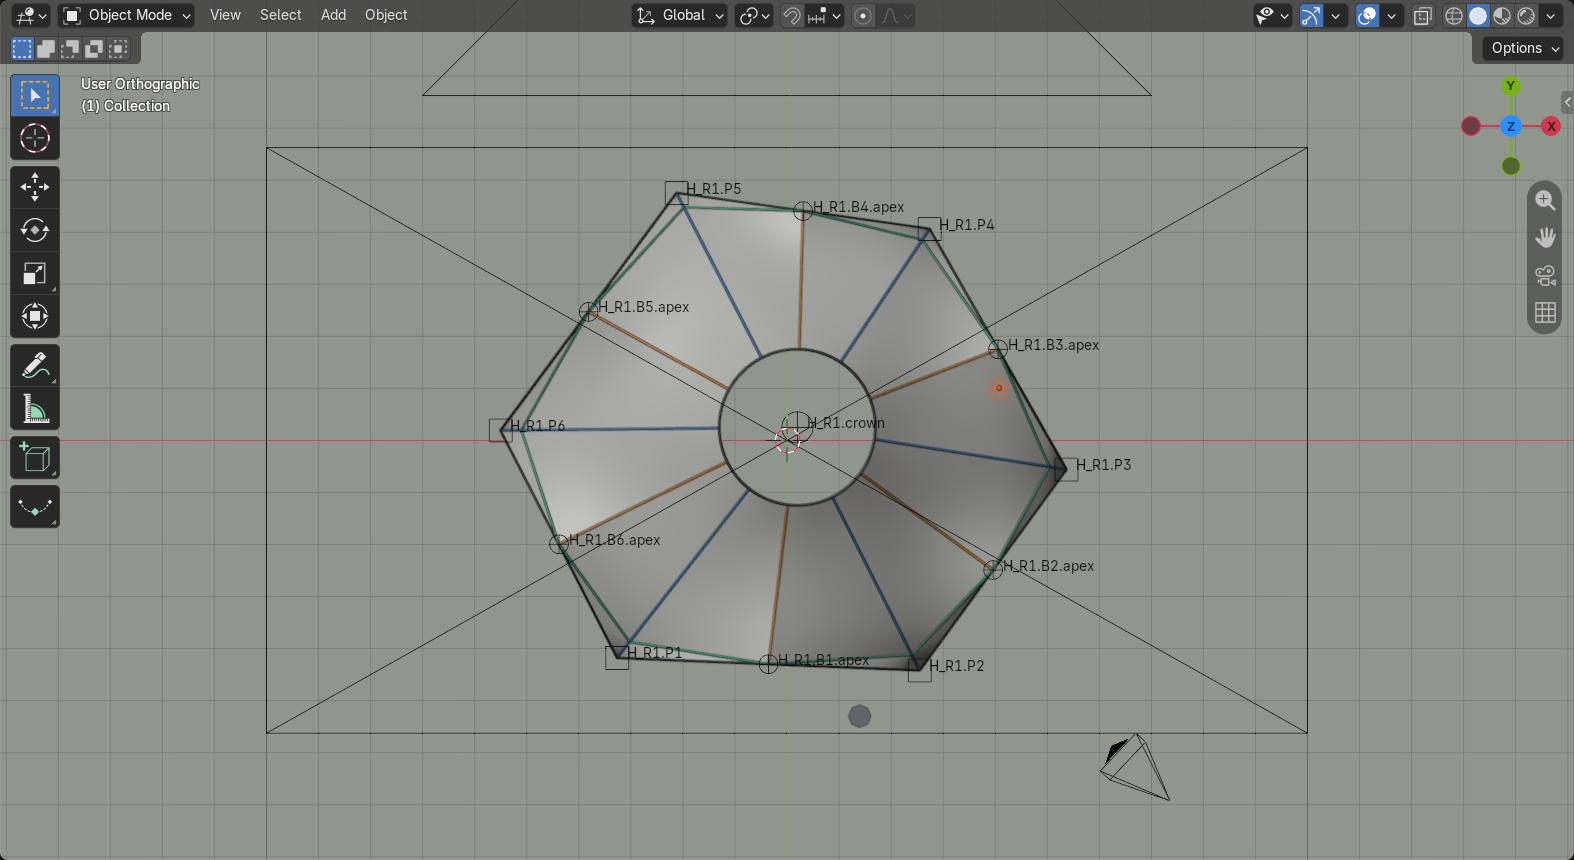 Object Mode View Select Add Object Global
Options
User Orthographic
(1) Collection
Y
Z X
H_R1.P5
H_R1.B4.apex
H_R1.P4
H_R1.B5.apex
H_R1.B3.apex
H_R1.P6
H_R1.crown
H_R1.P3
H_R1.B6.apex
H_R1.B2.apex
H_R1.P1
H_R1.B1.apex
H_R1.P2